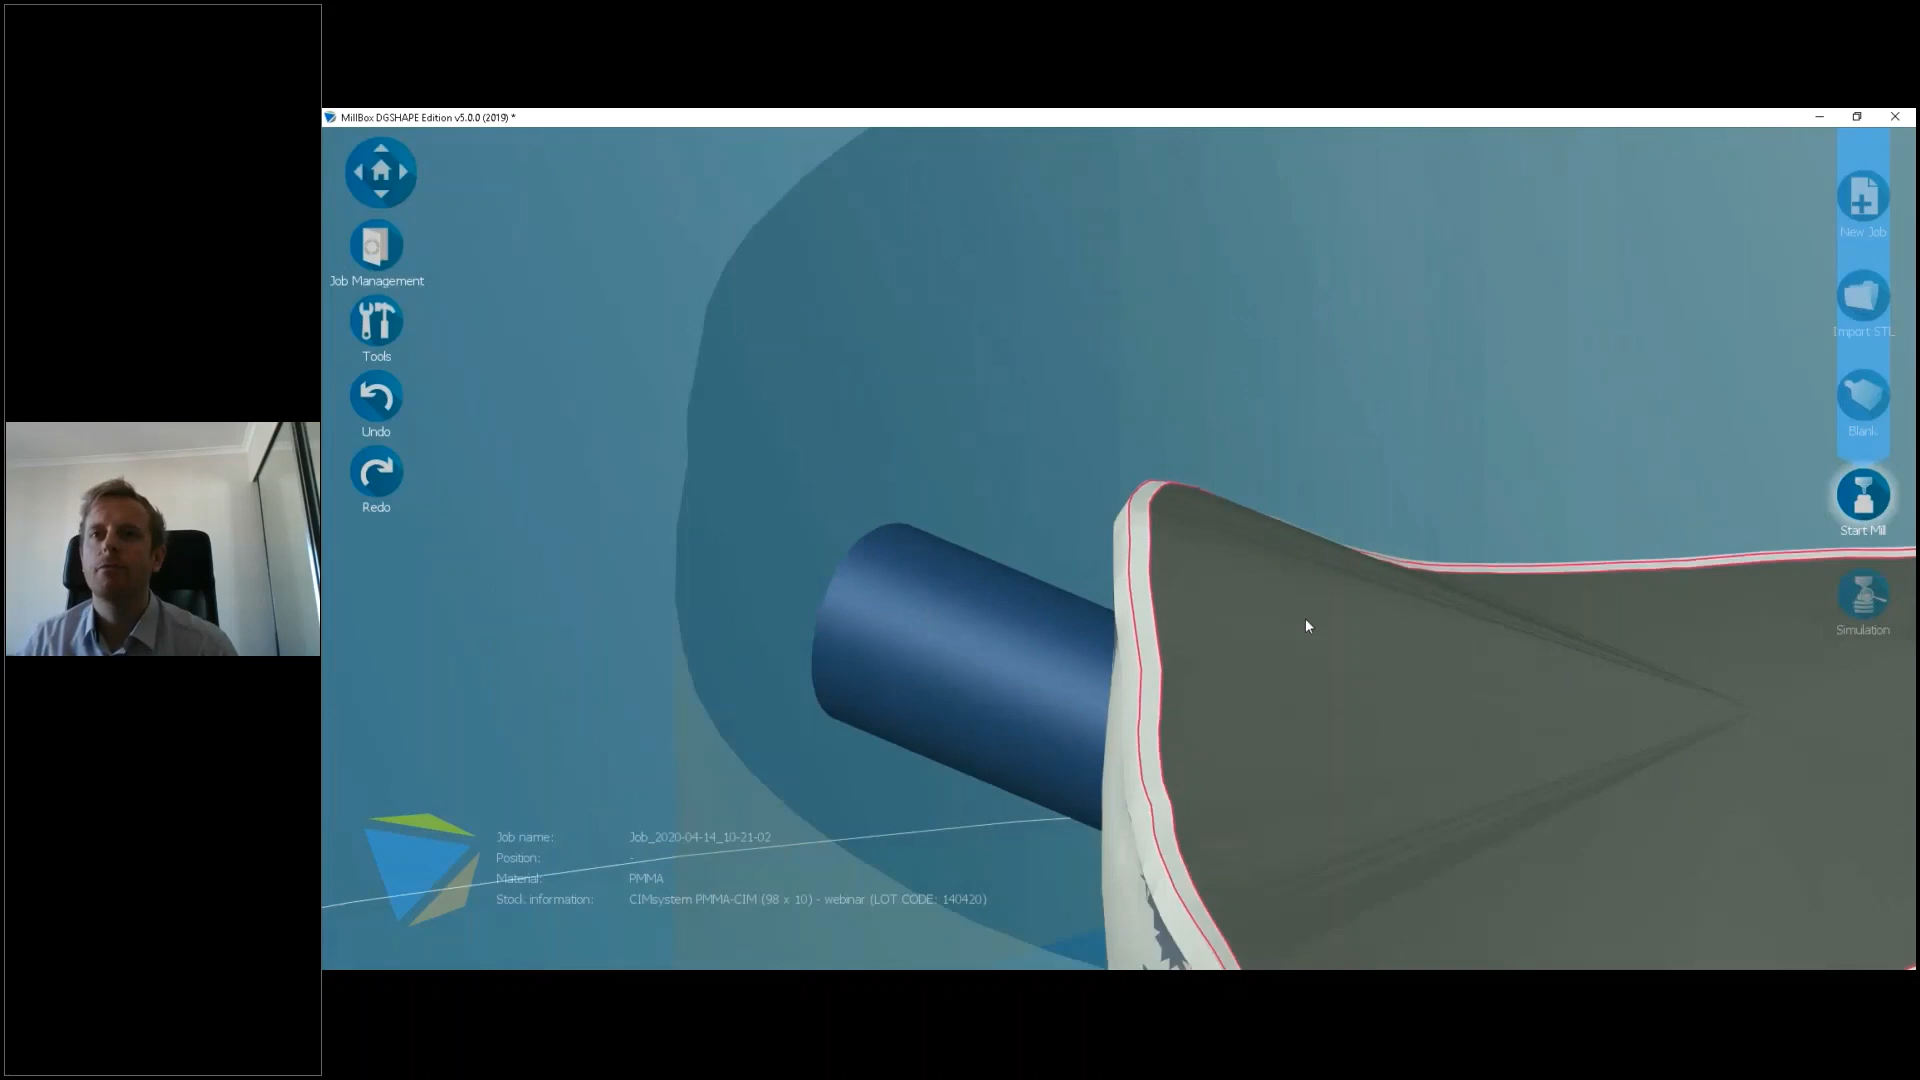 MillBox DGSHAPE Edition v5.0.0 (2019) *
Job Management
Tools
Undo
Redo
New Job
Import STL
Blank
Start Mill
Simulation
Job name: Job_2020-04-14_10-21-02
Position: -
Material: PMMA
Stock information: CIMsystem PMMA-CIM (98 x 10) - webinar (LOT CODE: 140420)